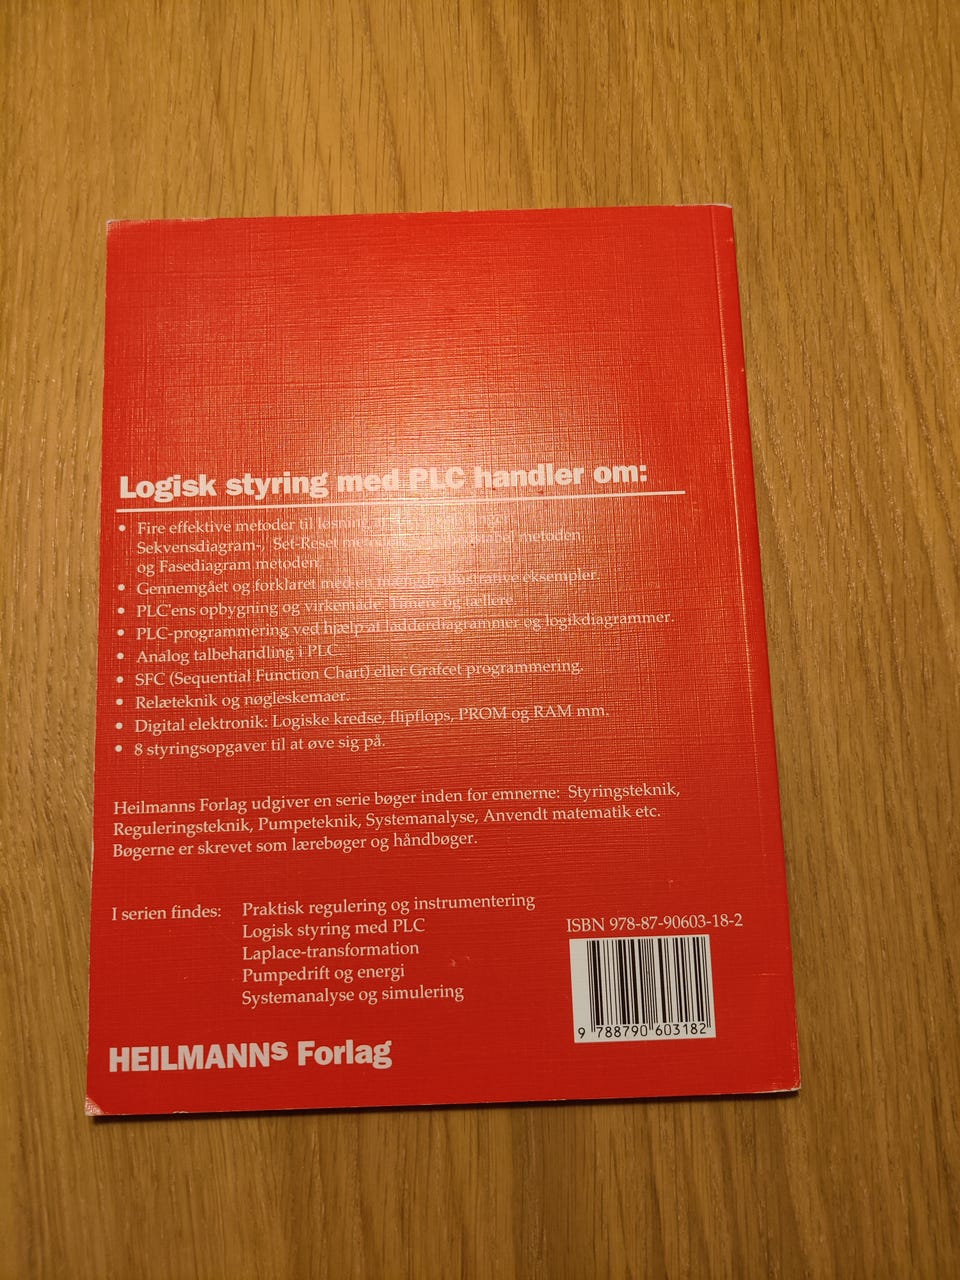 Logisk styring med PLC handler om:
• Fire effektive metoder til løsning
Sekvensdiagram-, Set-Reset metoden
og Fasediagram metoden.
• Gennemgået og forklaret med en mængde illustrative eksempler.
• PLC'ens opbygning og virkemåde. Timere og tællere.
• PLC-programmering ved hjælp af ladderdiagrammer og logikdiagrammer.
• Analog talbehandling i PLC.
• SFC (Sequential Function Chart) eller Grafcet programmering.
• Relæteknik og nøgleskemaer.
• Digital elektronik: Logiske kredse, flipflops, PROM og RAM mm.
• 8 styringsopgaver til at øve sig på.
Heilmanns Forlag udgiver en serie bøger inden for emnerne: Styringsteknik,
Reguleringsteknik, Pumpeteknik, Systemanalyse, Anvendt matematik etc.
Bøgerne er skrevet som lærebøger og håndbøger.
I serien findes: Praktisk regulering og instrumentering
Logisk styring med PLC
Laplace-transformation
Pumpedrift og energi
Systemanalyse og simulering
ISBN 978-87-90603-18-2
9 788790 603182
HEILMANNs Forlag